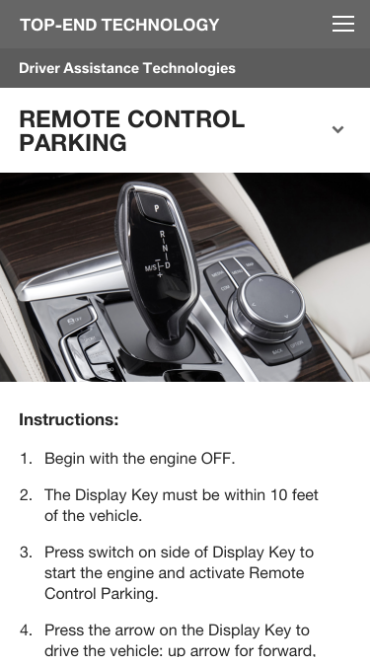 TOP-END TECHNOLOGY
Driver Assistance Technologies
REMOTE CONTROL
PARKING
P
R
N
M/S D
+
Instructions:
1. Begin with the engine OFF.
2. The Display Key must be within 10 feet
of the vehicle.
3. Press switch on side of Display Key to
start the engine and activate Remote
Control Parking.
4. Press the arrow on the Display Key to
drive the vehicle: up arrow for forward,